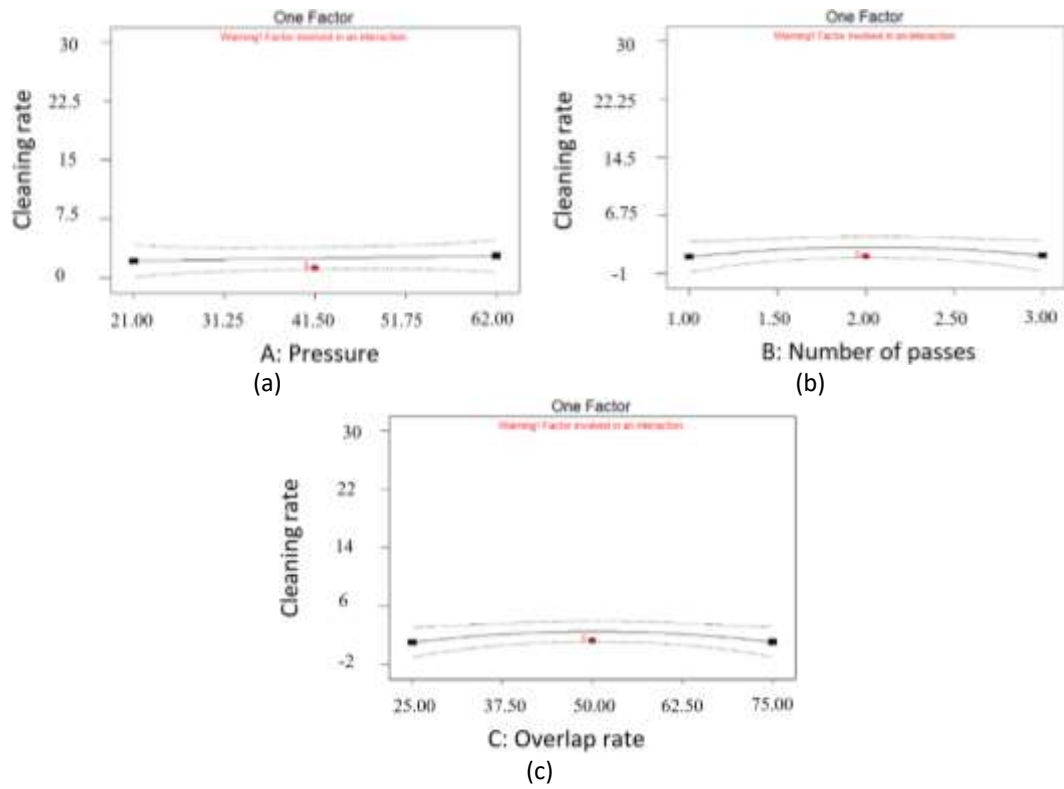 One Factor
Warning! Factor involved in an interaction.
Cleaning rate
30
22.5
15
7.5
0
21.00 31.25 41.50 51.75 62.00
A: Pressure
(a)
One Factor
Warning! Factor involved in an interaction.
Cleaning rate
30
22.25
14.5
6.75
-1
1.00 1.50 2.00 2.50 3.00
B: Number of passes
(b)
One Factor
Warning! Factor involved in an interaction.
Cleaning rate
30
22
14
6
-2
25.00 37.50 50.00 62.50 75.00
C: Overlap rate
(c)